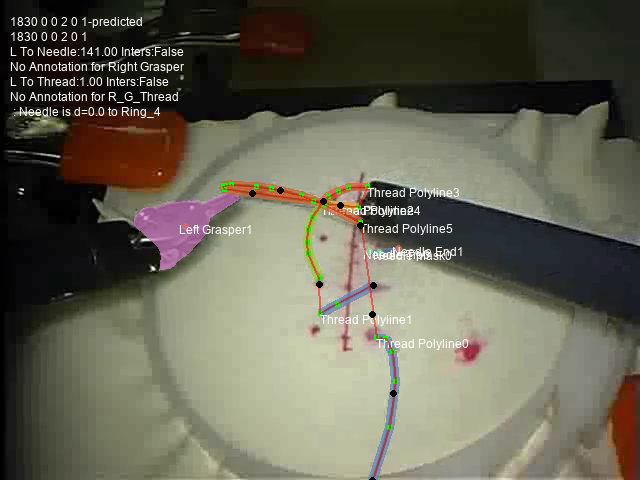 1830 0 0 2 0 1-predicted
1830 0 0 2 0 1
L To Needle:141.00 Inters:False
No Annotation for Right Grasper
L To Thread:1.00 Inters:False
No Annotation for R_G_Thread
: Needle is d=0.0 to Ring_4
Thread Polyline3
Thread Polyline5
Left Grasper1
Needle End1
Thread Polyline1
Thread Polyline0